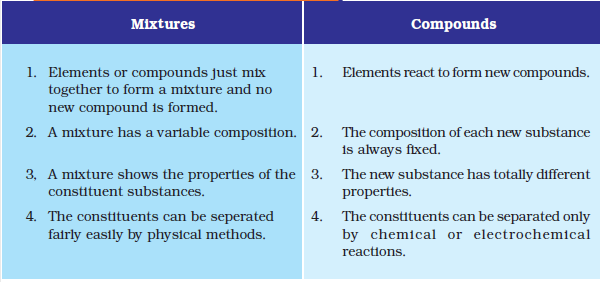 Mixtures
Compounds
1. Elements or compounds just mix
together to form a mixture and no
new compound is formed.
1. Elements react to form new compounds.
2. A mixture has a variable composition.
2. The composition of each new substance
is always fixed.
3, A mixture shows the properties of the
constituent substances.
3. The new substance has totally different
properties.
4. The constituents can be seperated
fairly easily by physical methods.
4. The constituents can be separated only
by chemical or electrochemical
reactions.